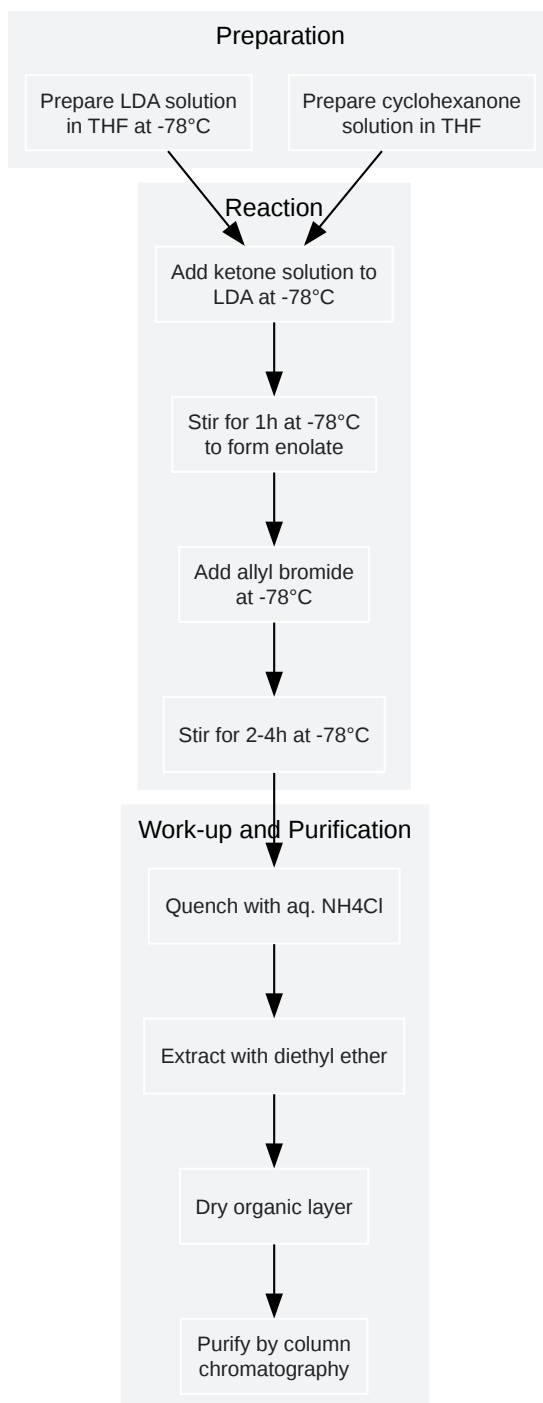 Preparation
Prepare LDA solution
in THF at -78°C
Prepare cyclohexanone
solution in THF
Reaction
Add ketone solution to
LDA at -78°C
Stir for 1h at -78°C
to form enolate
Add allyl bromide
at -78°C
Stir for 2-4h at -78°C
Work-up and Purification
Quench with aq. NH4Cl
Extract with diethyl ether
Dry organic layer
Purify by column
chromatography